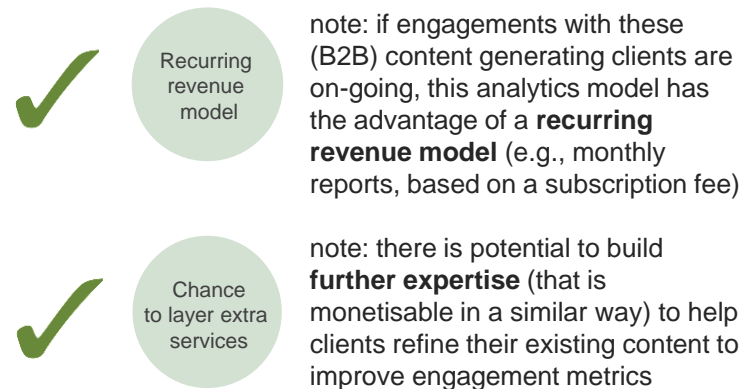 Recurring
revenue
model
note: if engagements with these
(B2B) content generating clients are
on-going, this analytics model has
the advantage of a recurring
revenue model (e.g., monthly
reports, based on a subscription fee)
Chance
to layer extra
services
note: there is potential to build
further expertise (that is
monetisable in a similar way) to help
clients refine their existing content to
improve engagement metrics